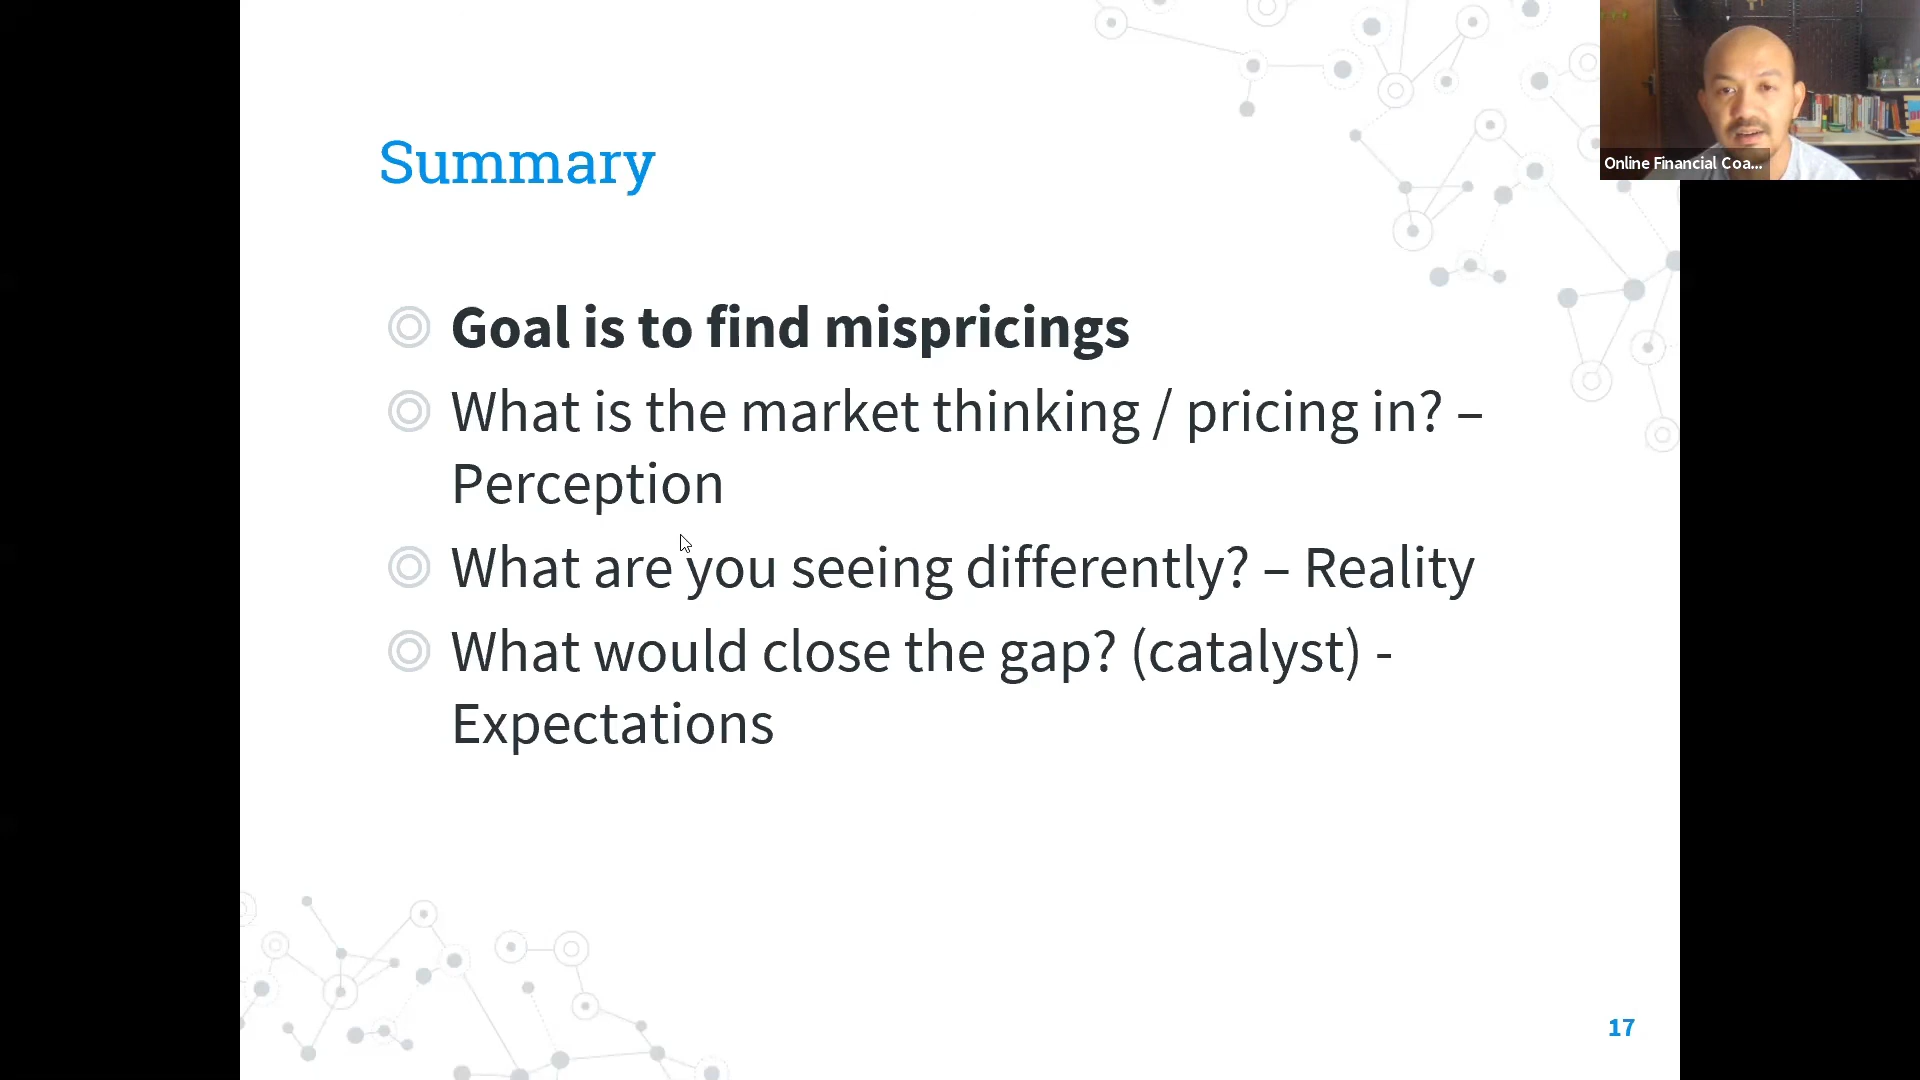 Summary
Goal is to find mispricings
What is the market thinking / pricing in? –
Perception
What are you seeing differently? – Reality
What would close the gap? (catalyst) -
Expectations
17
Online Financial Coa...